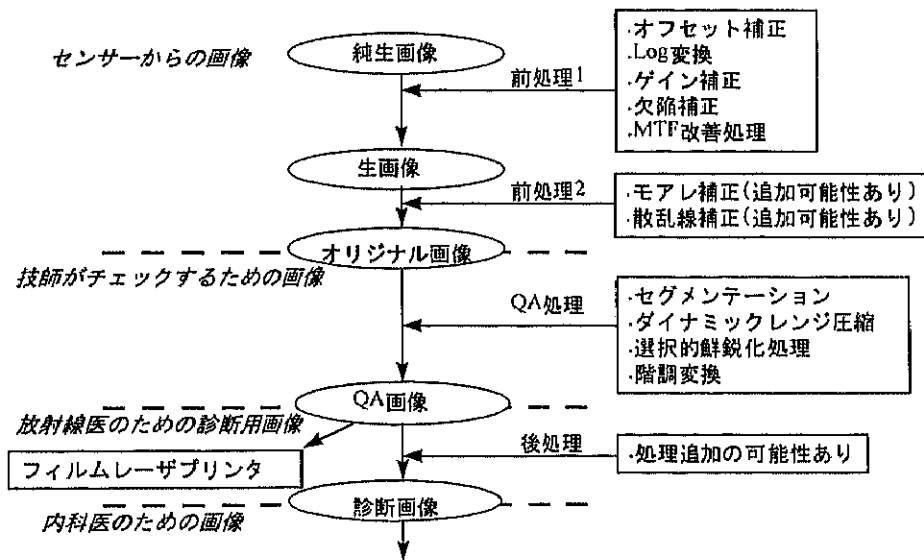 センサーからの画像
純生画像
前処理1
.オフセット補正
.Log変換
.ゲイン補正
.欠陥補正
.MTF改善処理
生画像
前処理2
.モアレ補正(追加可能性あり)
.散乱線補正(追加可能性あり)
オリジナル画像
技師がチェックするための画像
QA処理
.セグメンテーション
.ダイナミックレンジ圧縮
.選択的鮮鋭化処理
.階調変換
QA画像
放射線医のための診断用画像
フィルムレーザプリンタ
後処理
.処理追加の可能性あり
診断画像
内科医のための画像